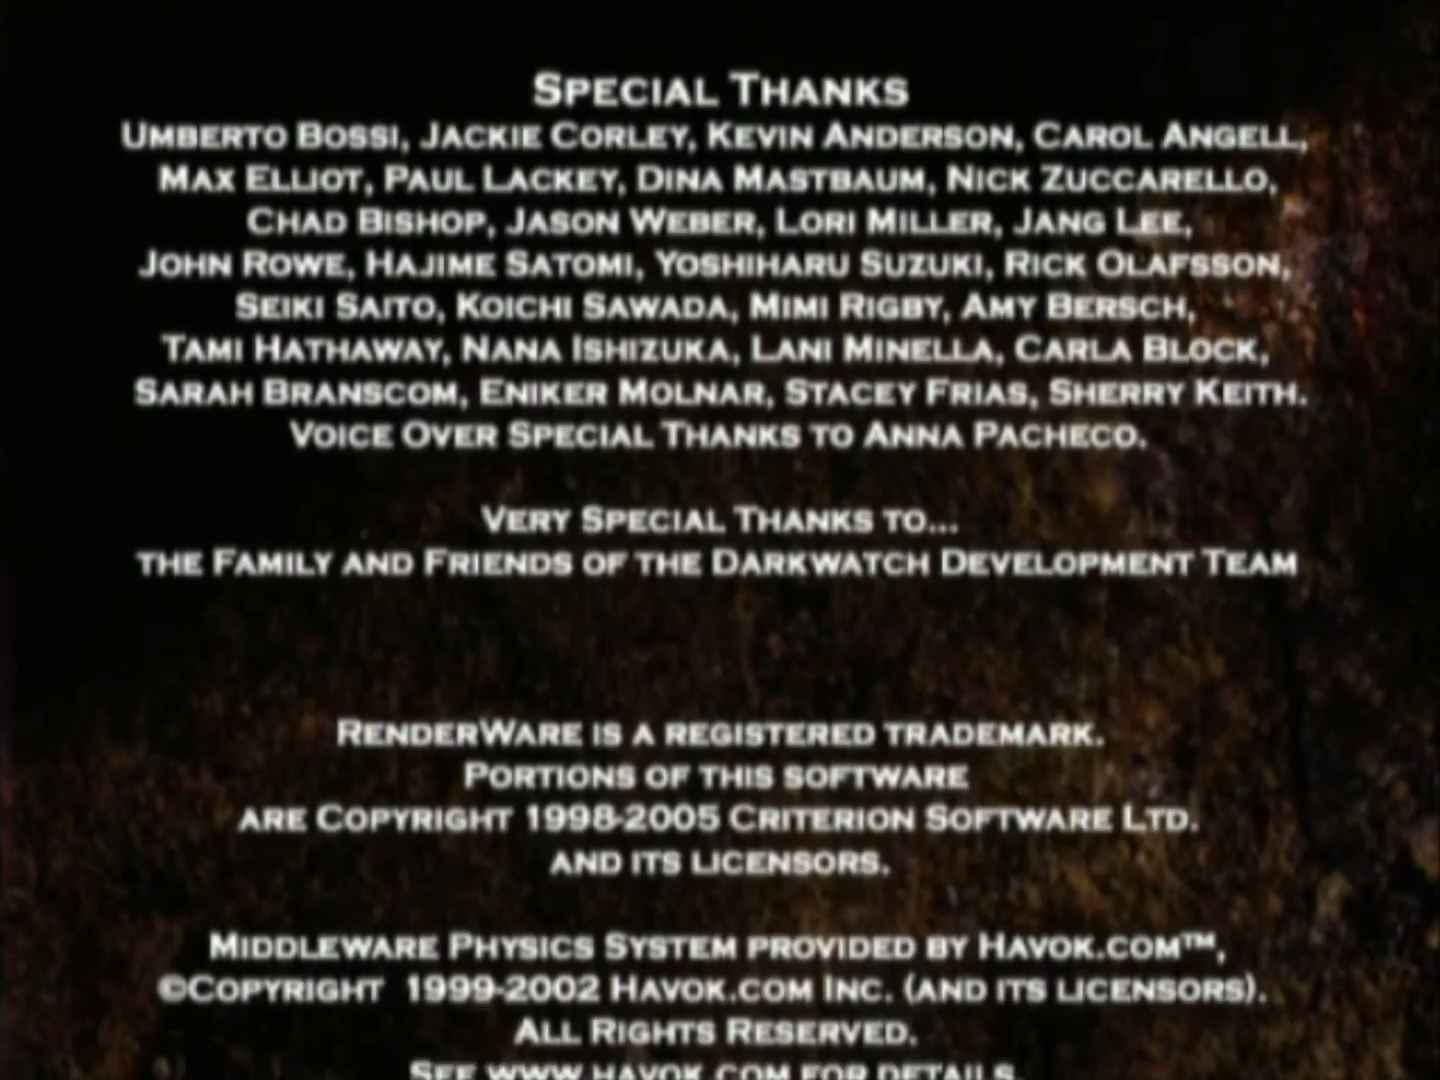 Special Thanks
Umberto Bossi, Jackie Corley, Kevin Anderson, Carol Angell,
Max Elliot, Paul Lackey, Dina Mastbaum, Nick Zuccarello,
Chad Bishop, Jason Weber, Lori Miller, Jang Lee,
John Rowe, Hajime Satomi, Yoshiharu Suzuki, Rick Olafsson,
Seiki Saito, Koichi Sawada, Mimi Rigby, Amy Bersch,
Tami Hathaway, Nana Ishizuka, Lani Minella, Carla Block,
Sarah Branscom, Eniker Molnar, Stacey Frias, Sherry Keith.
Voice Over Special Thanks to Anna Pacheco.
Very Special Thanks to...
the Family and Friends of the Darkwatch Development Team
RenderWare is a registered trademark.
Portions of this software
are Copyright 1998-2005 Criterion Software Ltd.
and its licensors.
Middleware Physics System provided by Havok.com™,
©Copyright 1999-2002 Havok.com Inc. (and its licensors).
All Rights Reserved.
See www.havok.com for details.